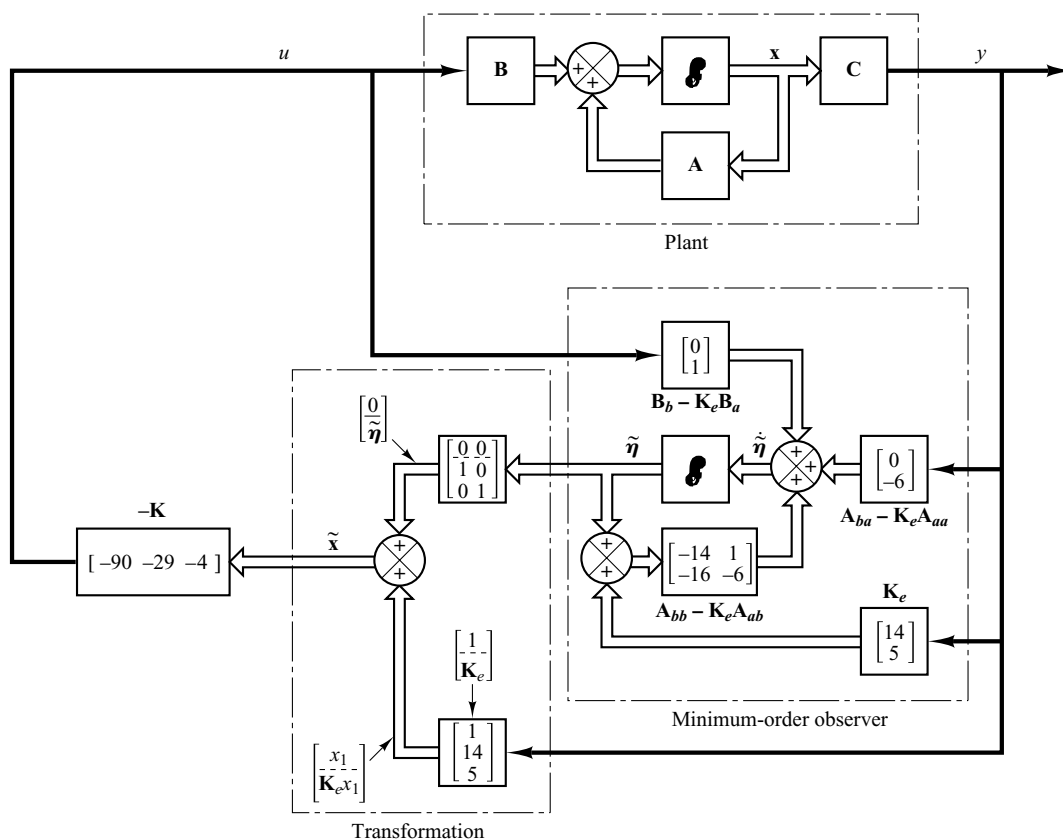 u
y
B
x
C
+
+
A
Plant
[0
1]
B_b – K_eB_a
[0
η̃]
[0 0
1 0
0 1]
η̃
η̃̇
+
+
+
[0
–6]
A_ba – K_eA_aa
–K
[–90 –29 –4]
x̃
+
+
+
+
[–14 1
–16 –6]
A_bb – K_eA_ab
K_e
[14
5]
[1
K_e]
Minimum-order observer
[x_1
K_ex_1]
[1
14
5]
Transformation